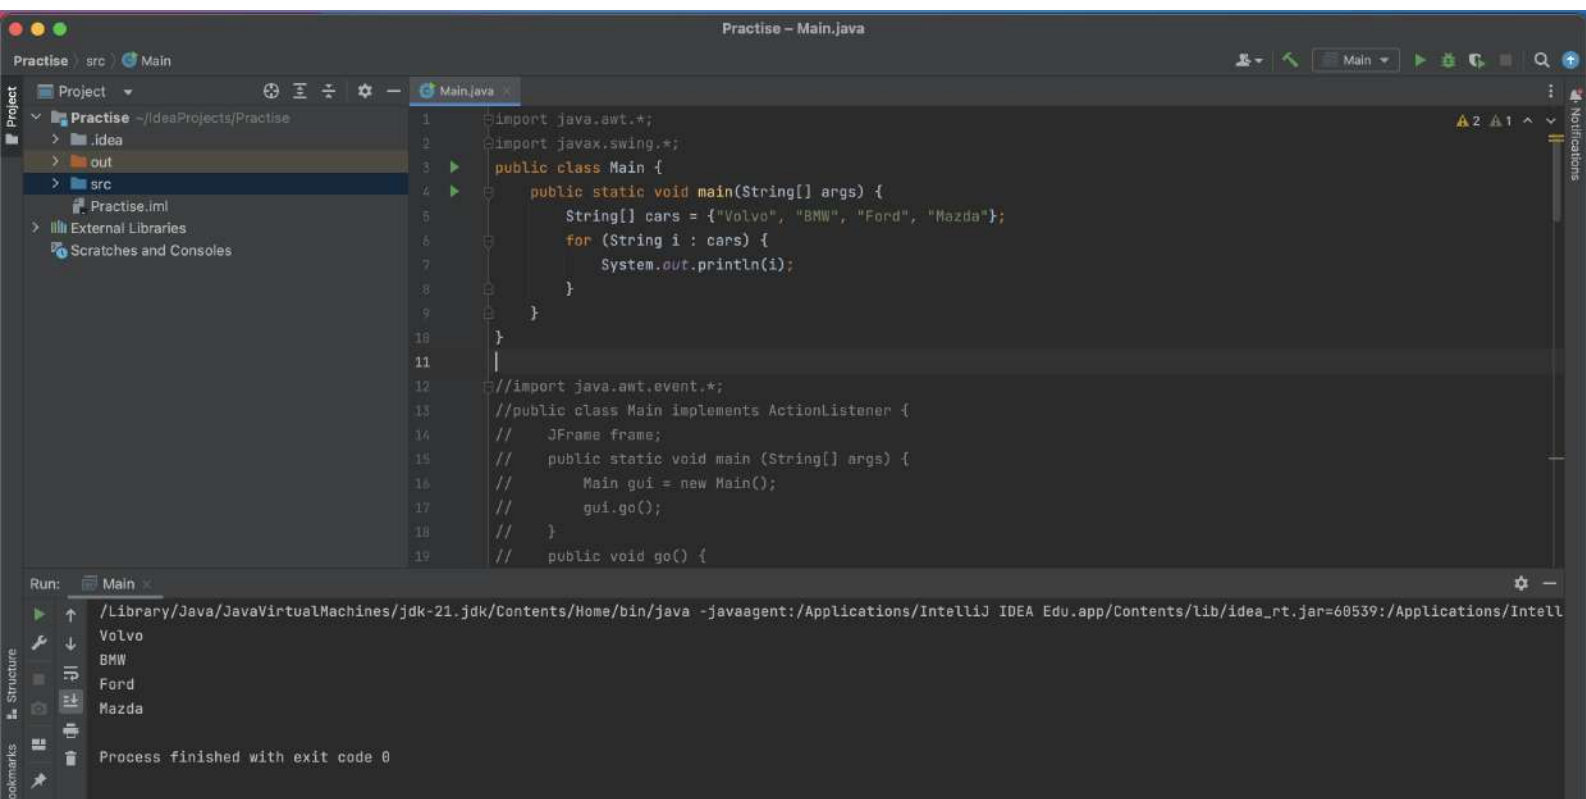 Practise – Main.java
Practise src Main
Main
Project
Practise ~/IdeaProjects/Practise
.idea
out
src
Practise.iml
External Libraries
Scratches and Consoles
Project
Structure
Bookmarks
Notifications
Main.java
2 1
1 import java.awt.*;
2 import javax.swing.*;
3 public class Main {
4 public static void main(String[] args) {
5 String[] cars = {"Volvo", "BMW", "Ford", "Mazda"};
6 for (String i : cars) {
7 System.out.println(i);
8 }
9 }
10 }
11
12 //import java.awt.event.*;
13 //public class Main implements ActionListener {
14 // JFrame frame;
15 // public static void main (String[] args) {
16 // Main gui = new Main();
17 // gui.go();
18 // }
19 // public void go() {
Run: Main
/Library/Java/JavaVirtualMachines/jdk-21.jdk/Contents/Home/bin/java -javaagent:/Applications/IntelliJ IDEA Edu.app/Contents/lib/idea_rt.jar=60539:/Applications/Intell
Volvo
BMW
Ford
Mazda
Process finished with exit code 0